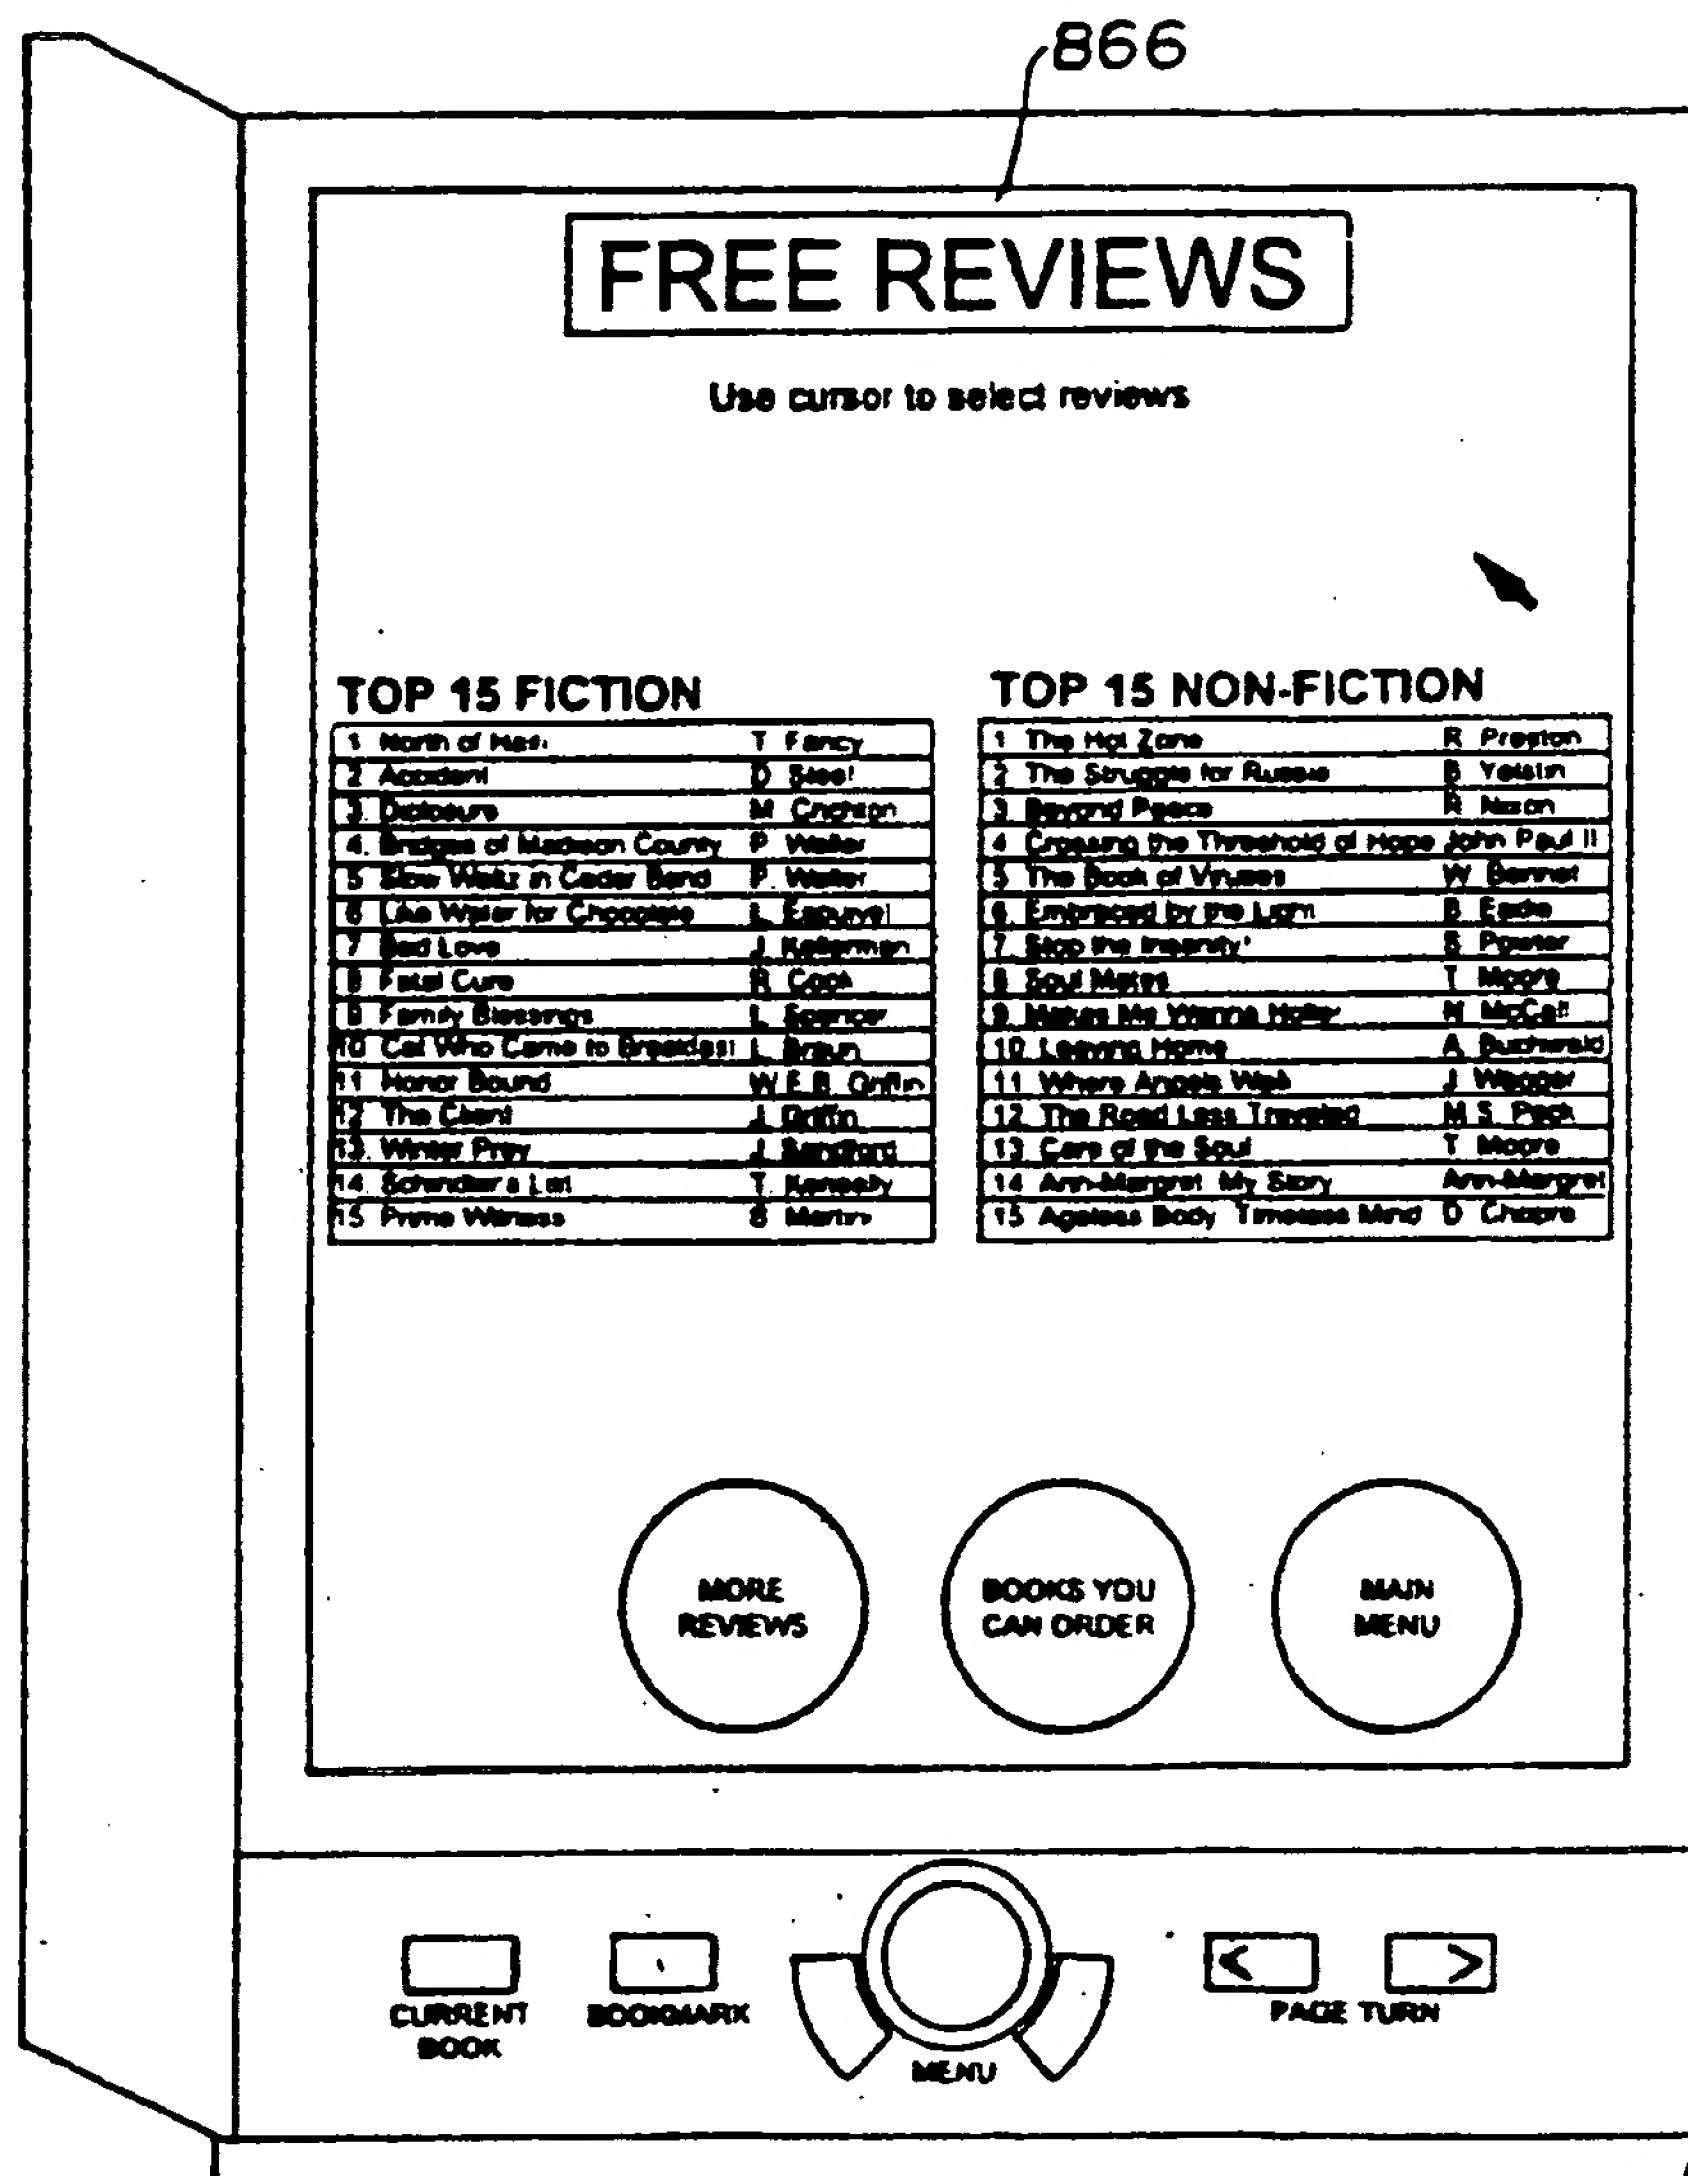 866
FREE REVIEWS
Use cursor to select reviews
TOP 15 FICTION
1 North of T Fancy
2 Accident D Steel
3. Disclosure M Crichton
4. Bridges of Madison County P Waller
5 Slow Waltz in Cedar Bend P. Waller
6 Like Water for Chocolate L Esquivel
7 Bad Love J Kellerman
8 Fatal Cure R Cook
9 Family Blessings L Spencer
10 Cat Who Came to Breakfast L Braun
11 Honor Bound W.E.B. Griffin
12 The Client J Griffin
13. Winter Prey J Sandford
14. Schindler's List T. Keneally
15 Prime Witness S Martini
TOP 15 NON-FICTION
1 The Hot Zone R Preston
2 The Struggle for Russia B Yelstin
3 Beyond Peace R Nixon
4 Crossing the Threshold of Hope John Paul II
5 The Book of Virtues W Bennet
6. Embraced by the Light B Eadie
7. Stop the Insanity! S Powter
8 Soul Mates T Moore
9. Makes Me Wanna Holler N McCall
10 Leaving Home A Buchwald
11 Where Angels Walk J
12. The Road Less Traveled M S. Peck
13 Care of the Soul T Moore
14 Ann-Margret My Story Ann-Margret
15 Ageless Body Timeless Mind D Chopra
MORE
REVIEWS
BOOKS YOU
CAN ORDER
MAIN
MENU
< >
CURRENT
BOOK
BOOKMARK
MENU
PAGE TURN